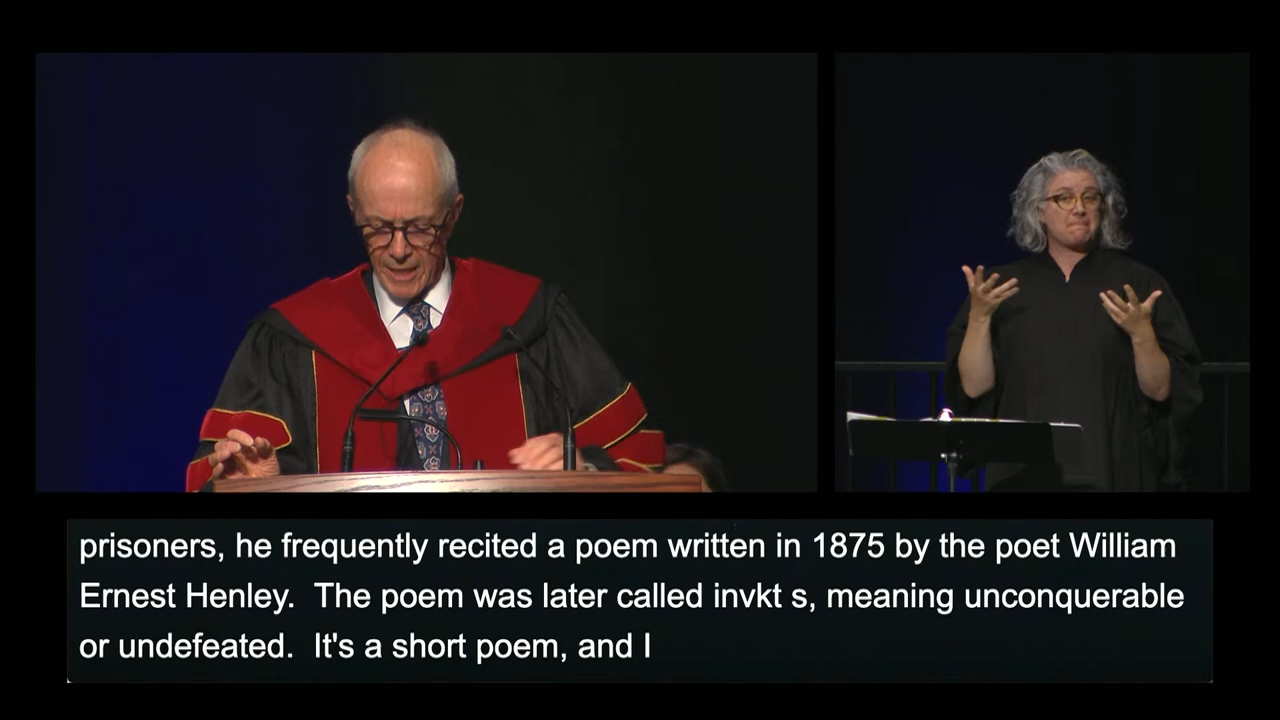 prisoners, he frequently recited a poem written in 1875 by the poet William
Ernest Henley.  The poem was later called invkt s, meaning unconquerable
or undefeated.  It's a short poem, and I